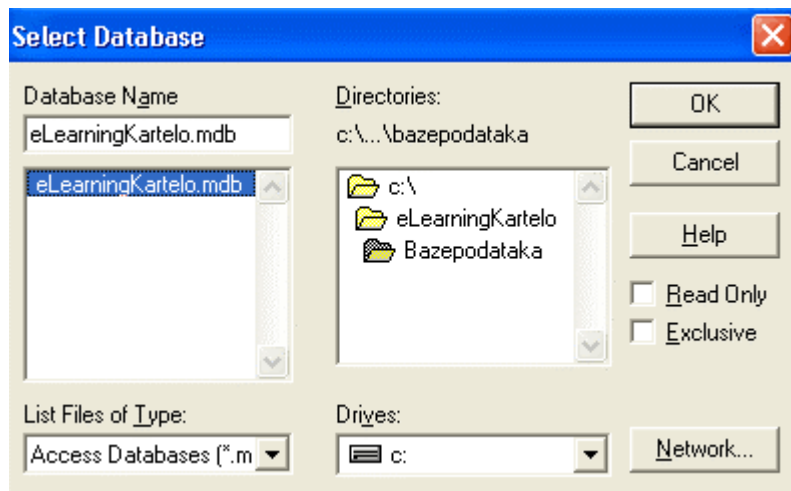 Select Database
Database Name
eLearningKartelo.mdb
eLearningKartelo.mdb
List Files of Type:
Access Databases (*.m
Directories:
c:\...\bazepodataka
c:\
eLearningKartelo
Bazepodataka
Drives:
c:
OK
Cancel
Help
Read Only
Exclusive
Network...